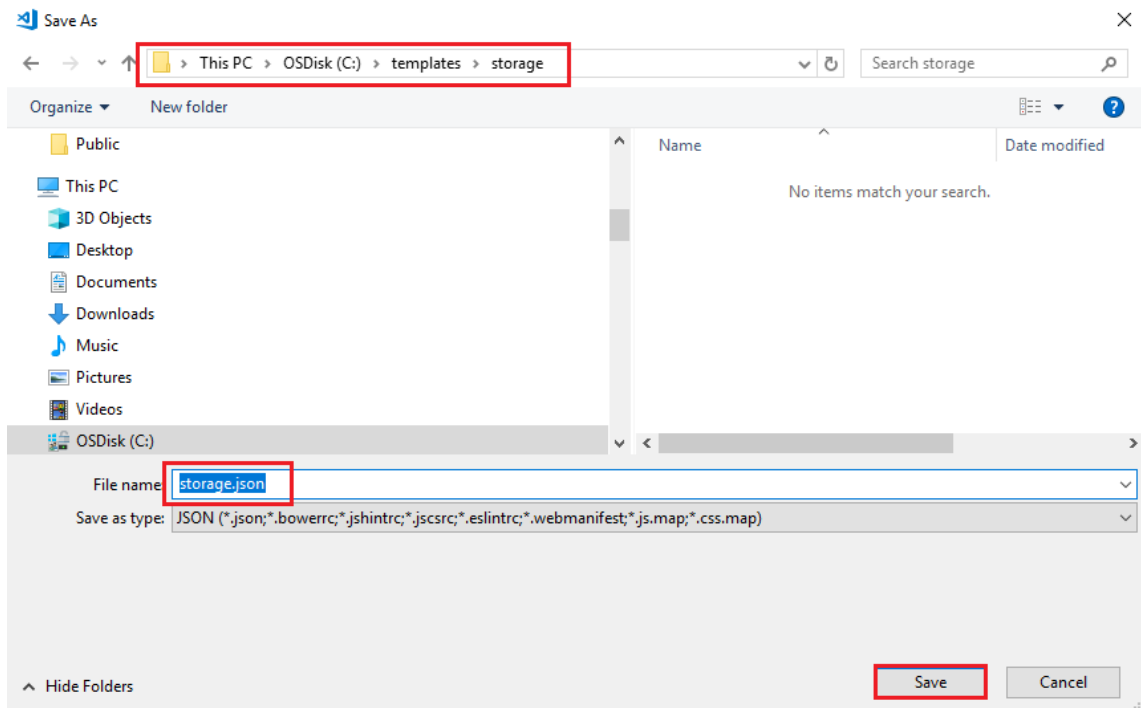 Save As
This PC > OSDisk (C:) > templates > storage
Search storage
Organize
New folder
Public
This PC
3D Objects
Desktop
Documents
Downloads
Music
Pictures
Videos
OSDisk (C:)
Name
Date modified
No items match your search.
File name:
storage.json
Save as type:
JSON (*.json;*.bowerrc;*.jshintrc;*.jscsrc;*.eslintrc;*.webmanifest;*.js.map;*.css.map)
Hide Folders
Save
Cancel